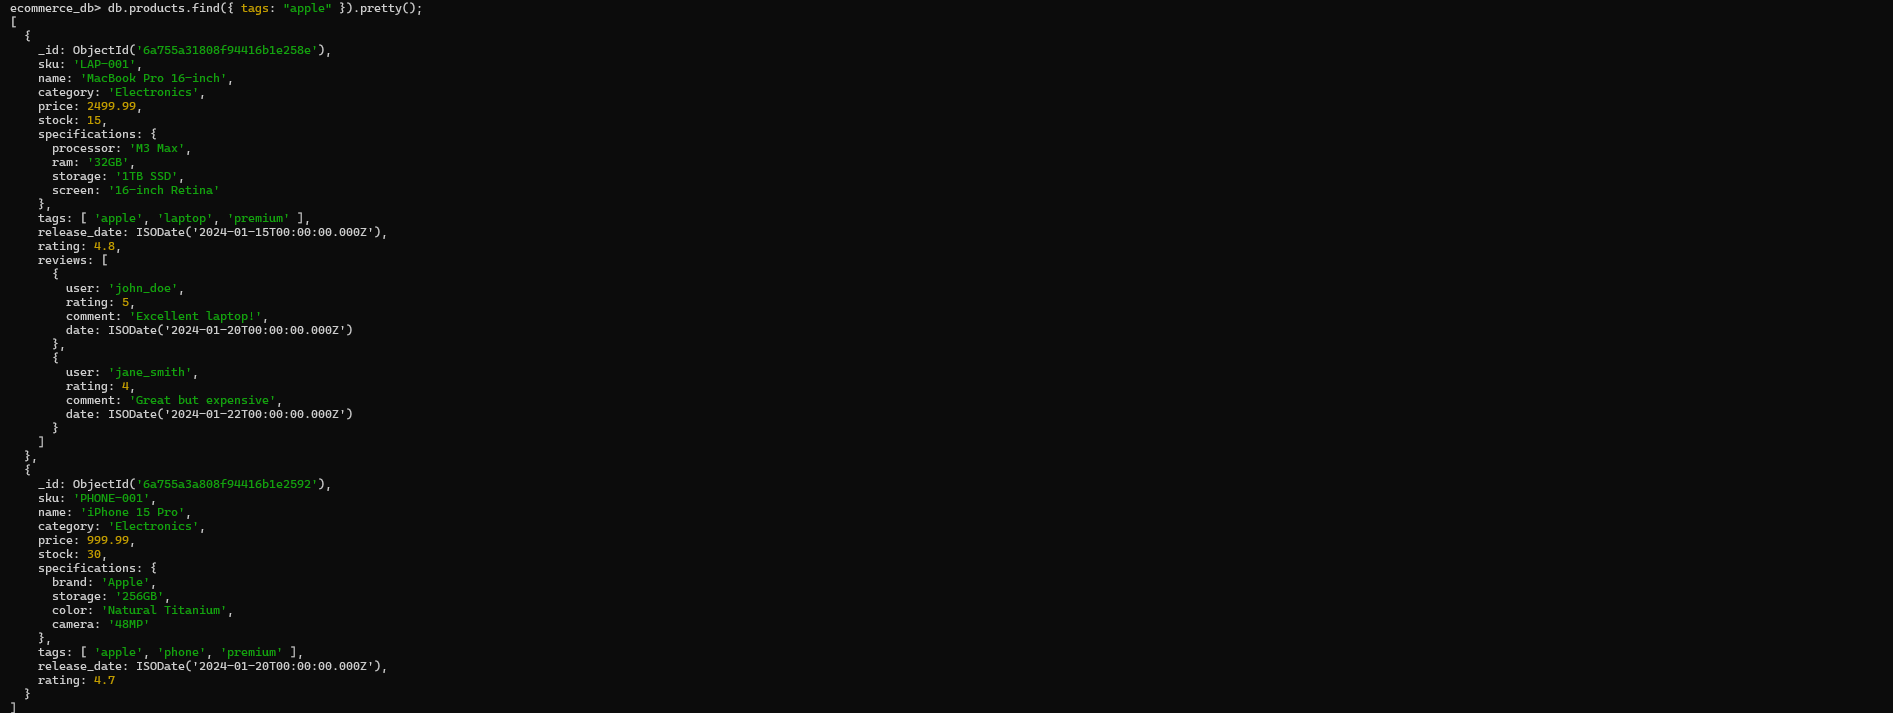 ecommerce_db> db.products.find({ tags: "apple" }).pretty();
[
  {
    _id: ObjectId('6a755a31808f94416b1e258e'),
    sku: 'LAP-001',
    name: 'MacBook Pro 16-inch',
    category: 'Electronics',
    price: 2499.99,
    stock: 15,
    specifications: {
      processor: 'M3 Max',
      ram: '32GB',
      storage: '1TB SSD',
      screen: '16-inch Retina'
    },
    tags: [ 'apple', 'laptop', 'premium' ],
    release_date: ISODate('2024-01-15T00:00:00.000Z'),
    rating: 4.8,
    reviews: [
      {
        user: 'john_doe',
        rating: 5,
        comment: 'Excellent laptop!',
        date: ISODate('2024-01-20T00:00:00.000Z')
      },
      {
        user: 'jane_smith',
        rating: 4,
        comment: 'Great but expensive',
        date: ISODate('2024-01-22T00:00:00.000Z')
      }
    ]
  },
  {
    _id: ObjectId('6a755a3a808f94416b1e2592'),
    sku: 'PHONE-001',
    name: 'iPhone 15 Pro',
    category: 'Electronics',
    price: 999.99,
    stock: 30,
    specifications: {
      brand: 'Apple',
      storage: '256GB',
      color: 'Natural Titanium',
      camera: '48MP'
    },
    tags: [ 'apple', 'phone', 'premium' ],
    release_date: ISODate('2024-01-20T00:00:00.000Z'),
    rating: 4.7
  }
]